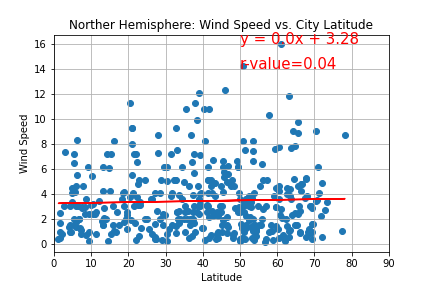 Norther Hemisphere: Wind Speed vs. City Latitude
y = 0.0x + 3.28
r-value=0.04
Wind Speed
16
14
12
10
8
6
4
2
0
0 10 20 30 40 50 60 70 80 90
Latitude